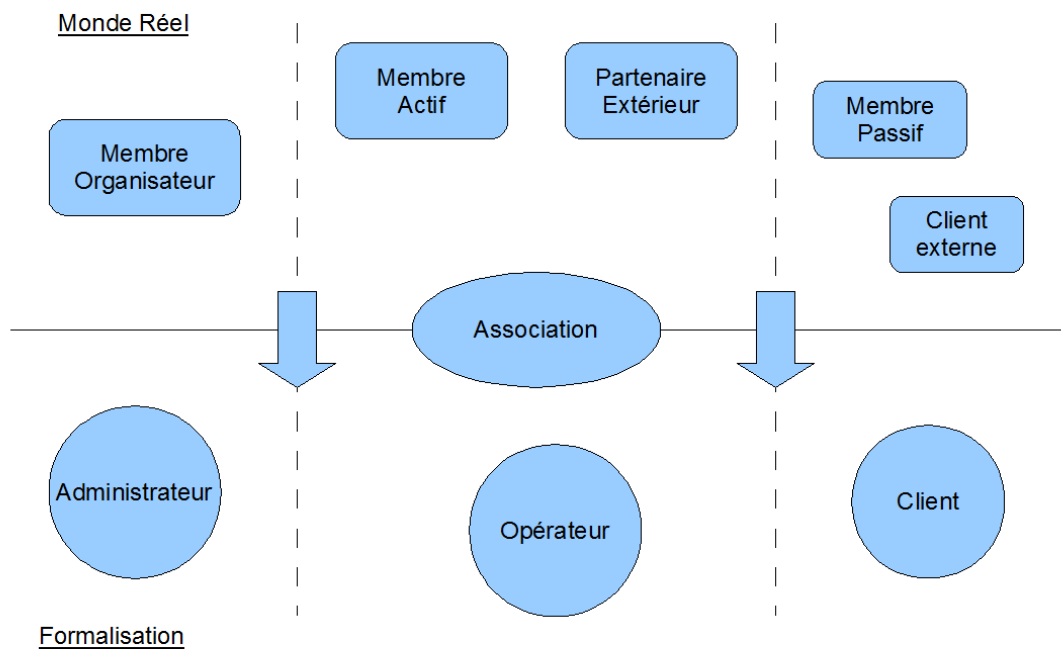 Monde Réel
Membre
Actif
Partenaire
Extérieur
Membre
Passif
Membre
Organisateur
Client
externe
Association
Administrateur
Opérateur
Client
Formalisation